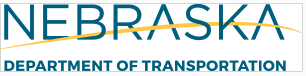 NEBRASKA
DEPARTMENT OF TRANSPORTATION